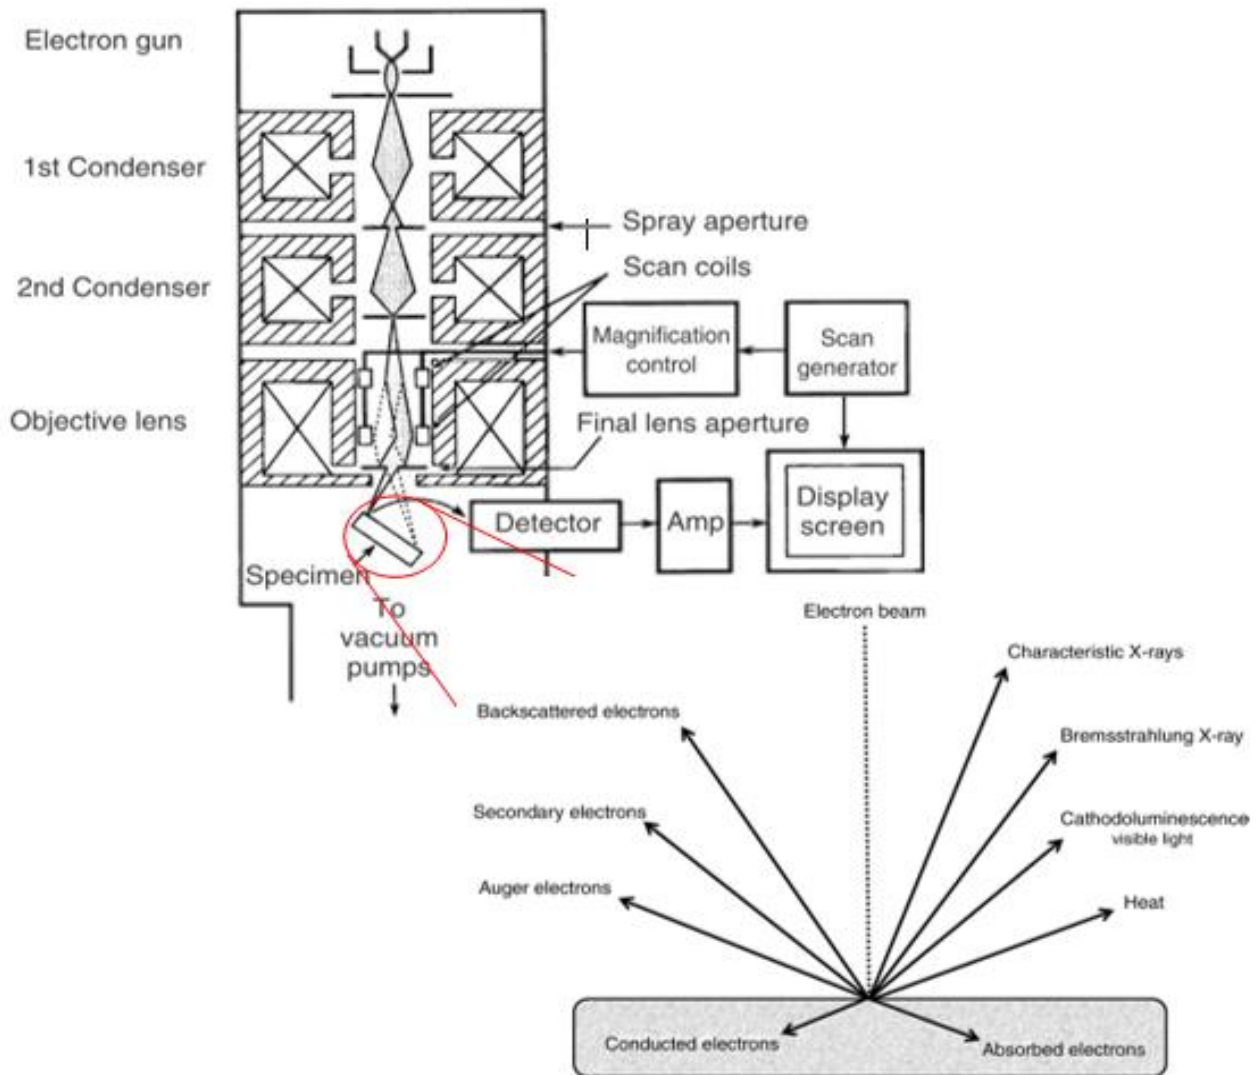 Electron gun
1st Condenser
Spray aperture
Scan coils
2nd Condenser
Magnification
control
Scan
generator
Objective lens
Final lens aperture
Detector
Amp
Display
screen
Specimen
To
vacuum
pumps
Electron beam
Characteristic X-rays
Backscattered electrons
Bremsstrahlung X-ray
Secondary electrons
Cathodoluminescence
visible light
Auger electrons
Heat
Conducted electrons
Absorbed electrons